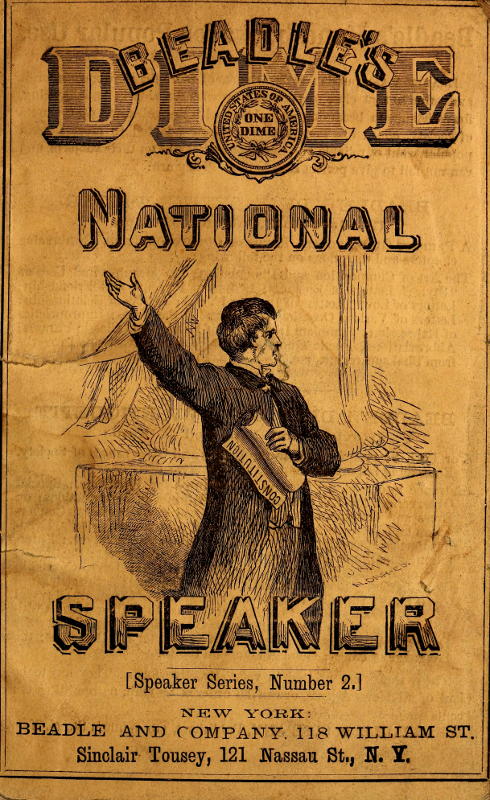 BEADLE'S
DIME
UNITED STATES OF AMERICA
ONE
DIME
NATIONAL
CONSTITUTION
SPEAKER
[Speaker Series, Number 2.]
NEW YORK:
BEADLE AND COMPANY, 118 WILLIAM ST.
Sinclair Tousey, 121 Nassau St., N. Y.